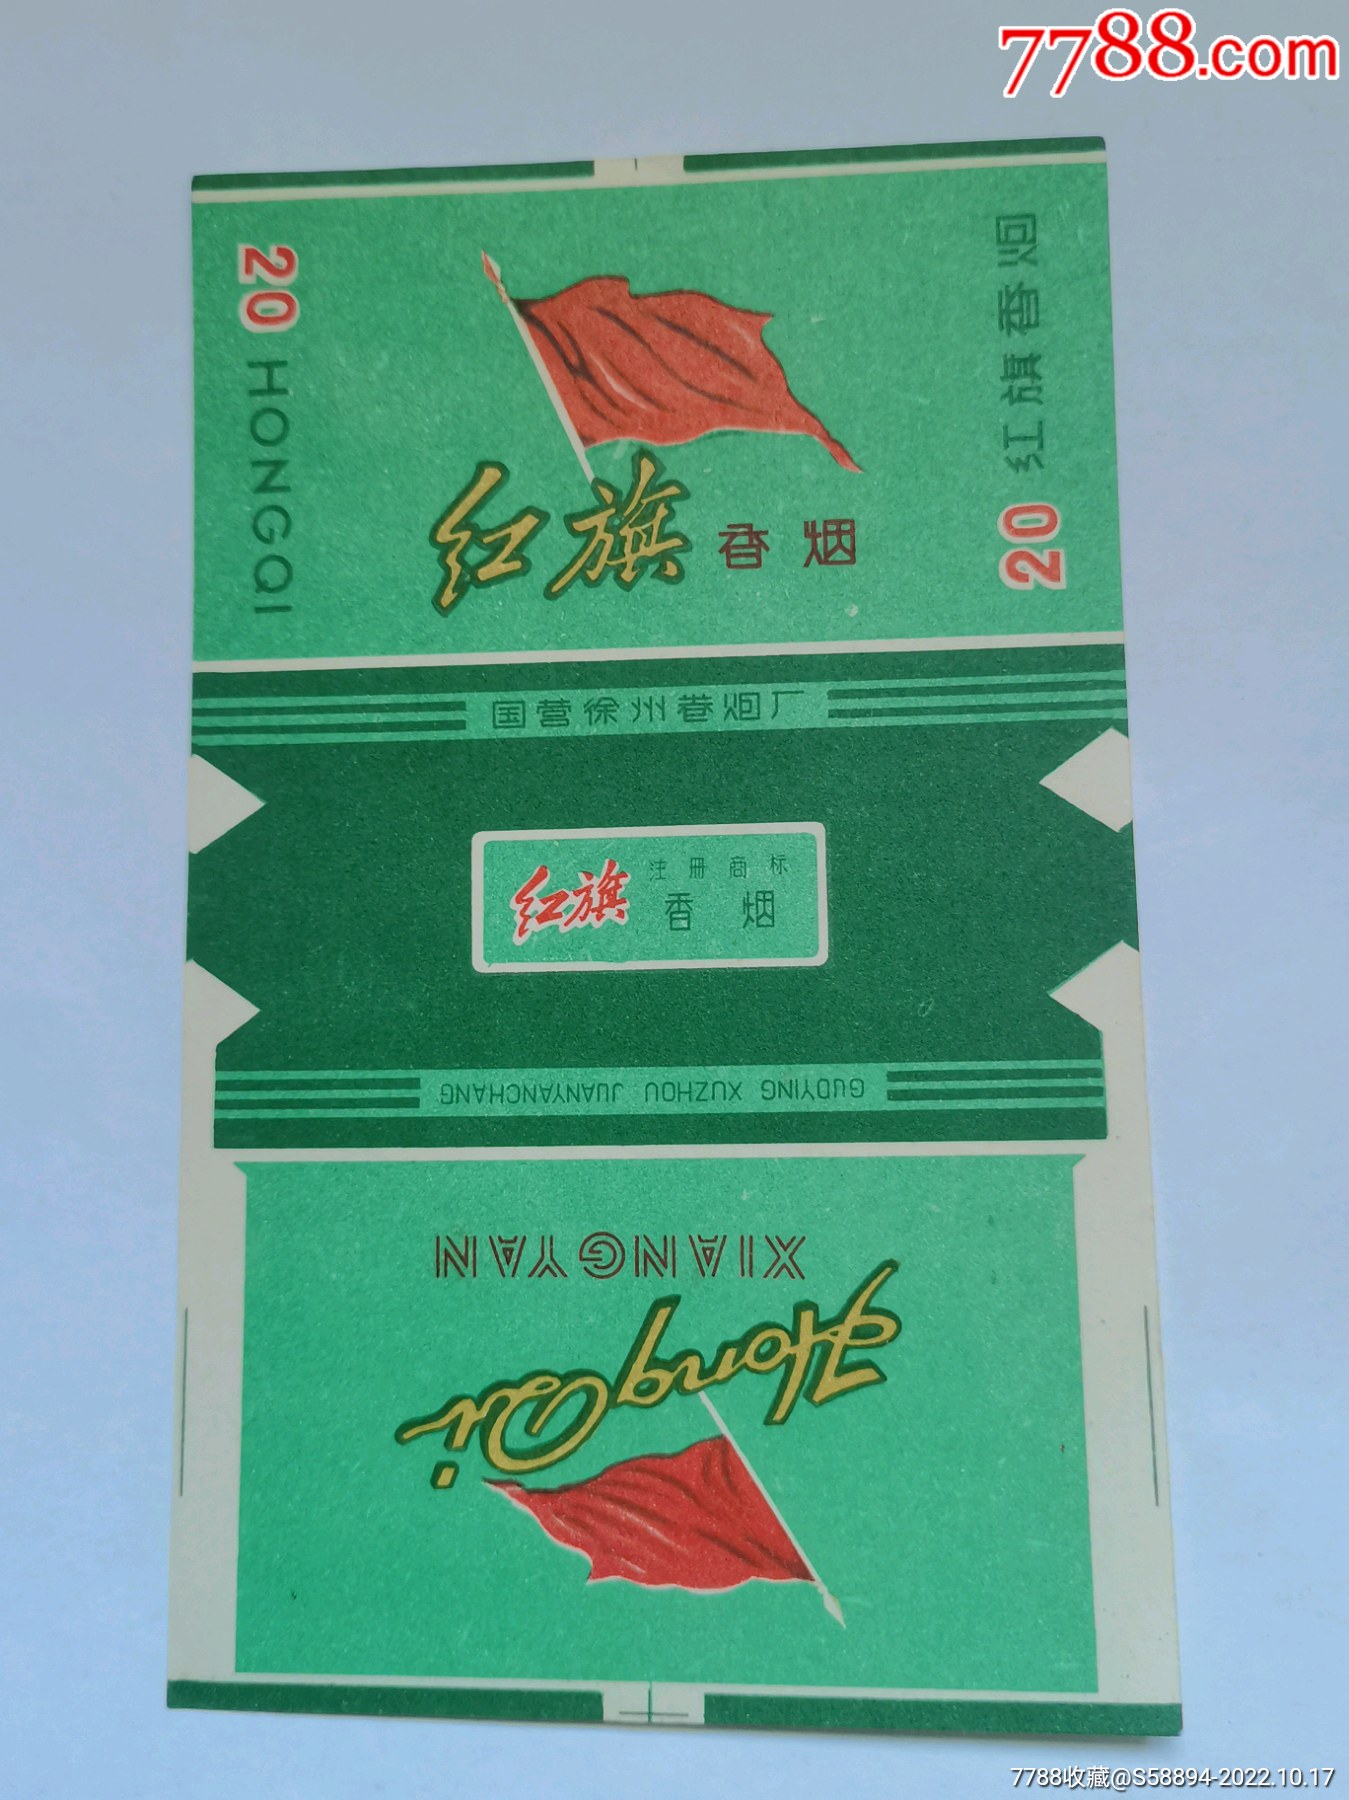 7788.com
20 HONGQI
红旗香烟
20 红旗香烟
国营徐州卷烟厂
红旗 注册商标
香烟
GUOYING XUZHOU JUANYANCHANG
XIANGYAN
HongQi
7788收藏@S58894-2022.10.17